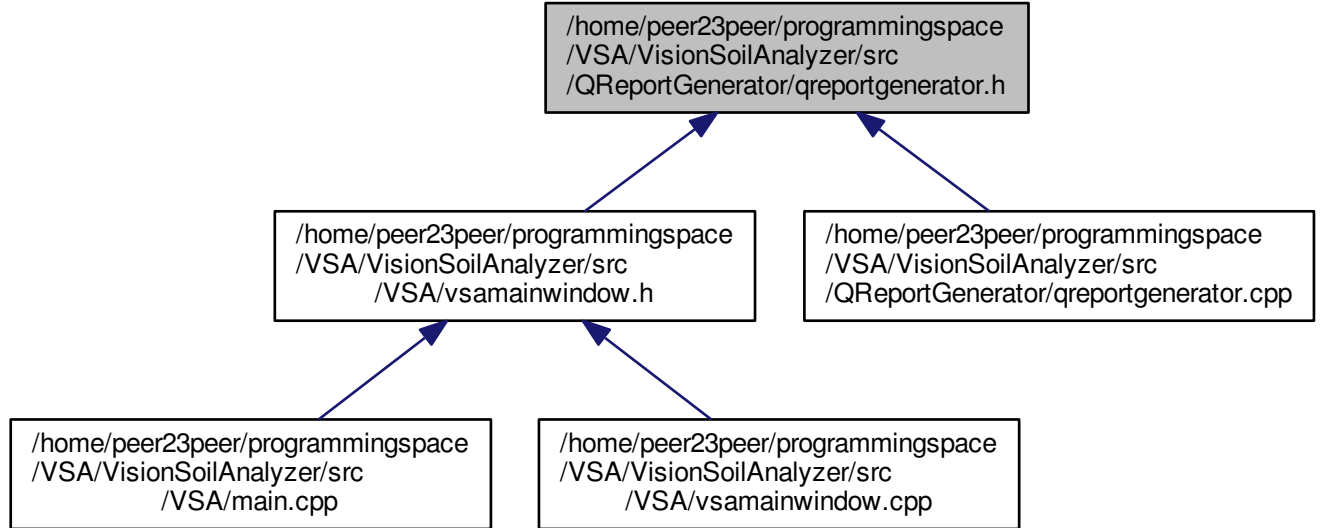 /home/peer23peer/programmingspace
/VSA/VisionSoilAnalyzer/src
/QReportGenerator/qreportgenerator.h
/home/peer23peer/programmingspace
/VSA/VisionSoilAnalyzer/src
/VSA/vsamainwindow.h
/home/peer23peer/programmingspace
/VSA/VisionSoilAnalyzer/src
/QReportGenerator/qreportgenerator.cpp
/home/peer23peer/programmingspace
/VSA/VisionSoilAnalyzer/src
/VSA/main.cpp
/home/peer23peer/programmingspace
/VSA/VisionSoilAnalyzer/src
/VSA/vsamainwindow.cpp